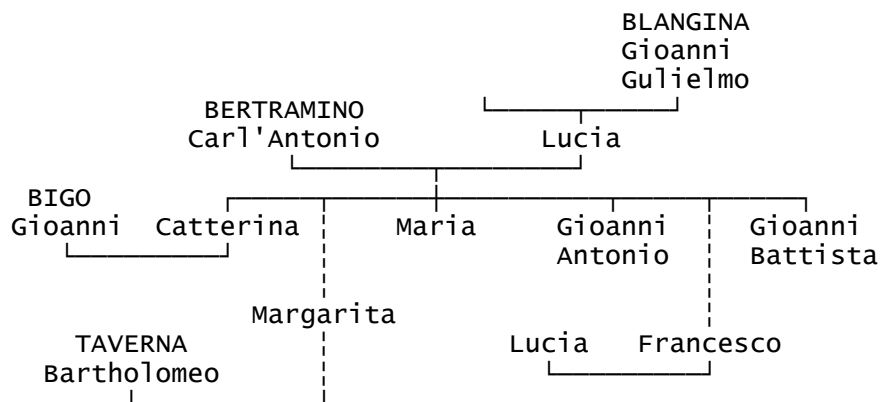 BLANGINA
Gioanni
Gulielmo
BERTRAMINO
Carl'Antonio Lucia
BIGO
Gioanni Catterina Maria Gioanni Gioanni
Antonio Battista
Margarita
TAVERNA Lucia Francesco
Bartholomeo